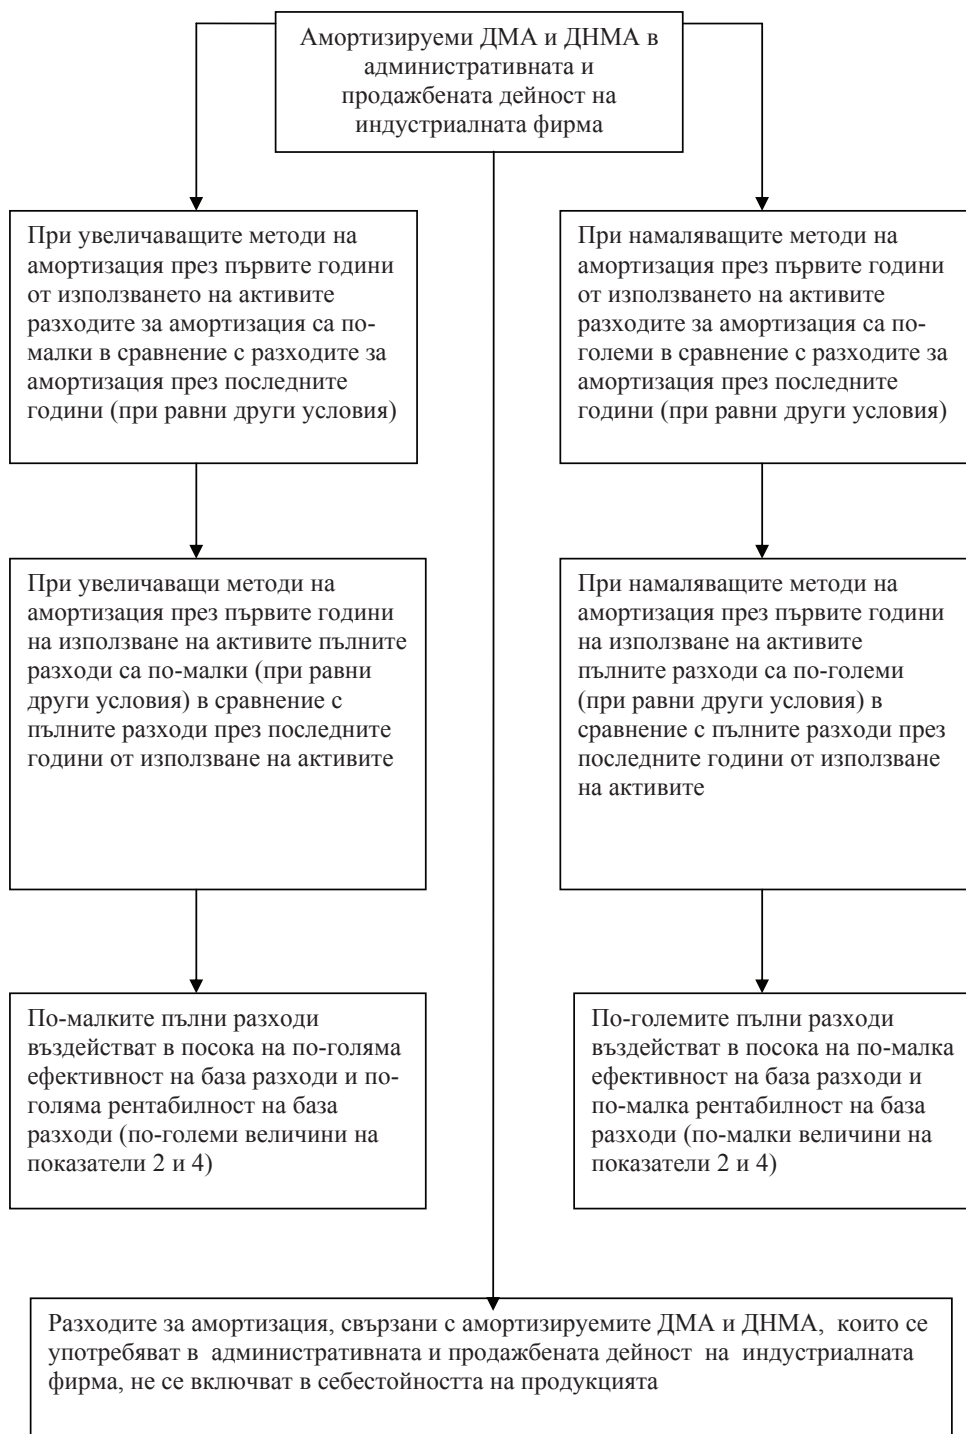 Амортизируеми ДМА и ДНМА в
административната и
продажбената дейност на
индустриалната фирма
При увеличаващите методи на
амортизация през първите години
от използването на активите
разходите за амортизация са по-
малки в сравнение с разходите за
амортизация през последните
години (при равни други условия)
При намаляващите методи на
амортизация през първите години
от използването на активите
разходите за амортизация са по-
големи в сравнение с разходите за
амортизация през последните
години (при равни други условия)
При увеличаващи методи на
амортизация през първите години
на използване на активите пълните
разходи са по-малки (при равни
други условия) в сравнение с
пълните разходи през последните
години от използване на активите
При намаляващите методи на
амортизация през първите години
на използване на активите
пълните разходи са по-големи
(при равни други условия) в
сравнение с пълните разходи през
последните години от използване
на активите
По-малките пълни разходи
въздействат в посока на по-голяма
ефективност на база разходи и по-
голяма рентабилност на база
разходи (по-големи величини на
показатели 2 и 4)
По-големите пълни разходи
въздействат в посока на по-малка
ефективност на база разходи и
по-малка рентабилност на база
разходи (по-малки величини на
показатели 2 и 4)
Разходите за амортизация, свързани с амортизируемите ДМА и ДНМА, които се
употребяват в административната и продажбената дейност на индустриалната
фирма, не се включват в себестойността на продукцията